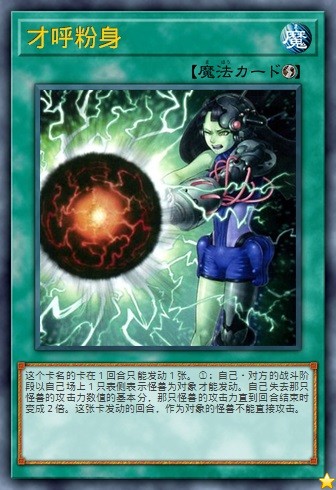 才呼粉身
魔
【魔法カード】
这个卡名的卡在1回合只能发动1张。①：自己·对方的战斗阶
段以自己场上1只表侧表示怪兽为对象才能发动。自己失去那只
怪兽的攻击力数值的基本分，那只怪兽的攻击力直到回合结束时
变成2倍。这张卡发动的回合，作为对象的怪兽不能直接攻击。